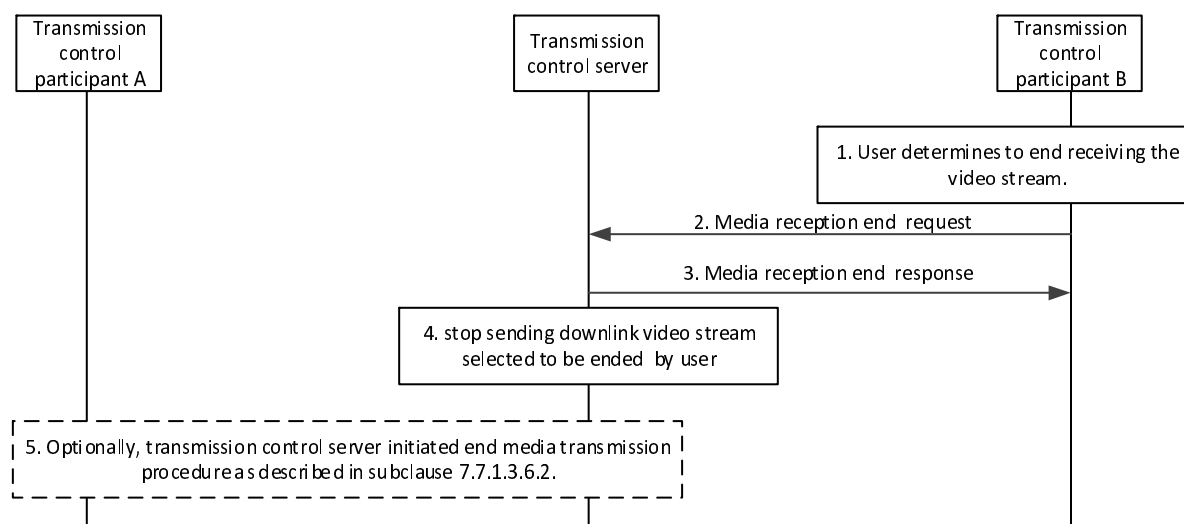 Transmission
control
participant A
Transmission
control server
Transmission
control
participant B
1. User determines to end receiving the
video stream.
2. Media reception end request
3. Media reception end response
4. stop sending downlink video stream
selected to be ended by user
5. Optionally, transmission control server initiated end media transmission
procedure as described in subclause 7.7.1.3.6.2.